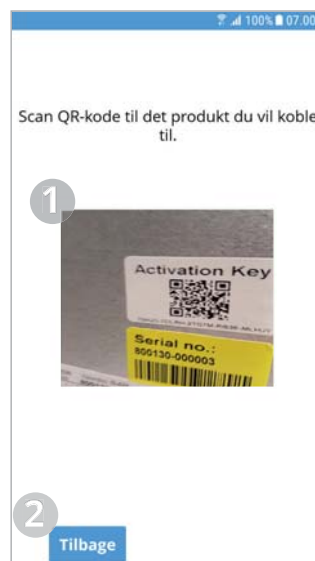 100% 07.00
Scan QR-kode til det produkt du vil koble
til.
1
Activation Key
Serial no.:
800130-000003
2
Tilbage